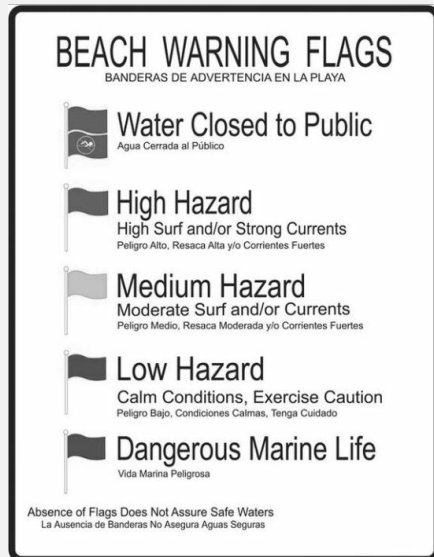 BEACH WARNING FLAGS
BANDERAS DE ADVERTENCIA EN LA PLAYA
Water Closed to Public
Agua Cerrada al Público
High Hazard
High Surf and/or Strong Currents
Peligro Alto, Resaca Alta y/o Corrientes Fuertes
Medium Hazard
Moderate Surf and/or Currents
Peligro Medio, Resaca Moderada y/o Corrientes Fuertes
Low Hazard
Calm Conditions, Exercise Caution
Peligro Bajo, Condiciones Calmas, Tenga Cuidado
Dangerous Marine Life
Vida Marina Peligrosa
Absence of Flags Does Not Assure Safe Waters
La Ausencia de Banderas No Asegura Aguas Seguras